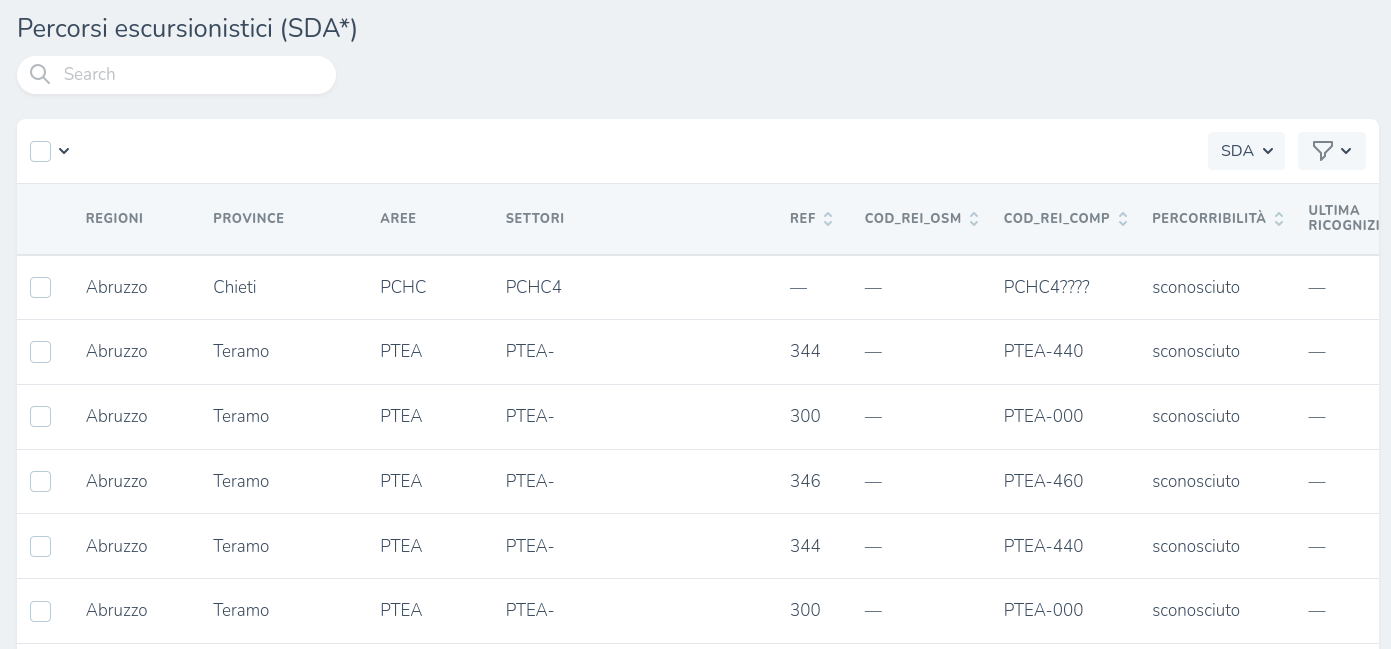 Percorsi escursionistici (SDA*)
Search
SDA
REGIONI PROVINCE AREE SETTORI REF COD_REI_OSM COD_REI_COMP PERCORRIBILITÀ ULTIMA RICOGNIZI
Abruzzo Chieti PCHC PCHC4 — — PCHC4???? sconosciuto —
Abruzzo Teramo PTEA PTEA- 344 — PTEA-440 sconosciuto —
Abruzzo Teramo PTEA PTEA- 300 — PTEA-000 sconosciuto —
Abruzzo Teramo PTEA PTEA- 346 — PTEA-460 sconosciuto —
Abruzzo Teramo PTEA PTEA- 344 — PTEA-440 sconosciuto —
Abruzzo Teramo PTEA PTEA- 300 — PTEA-000 sconosciuto —